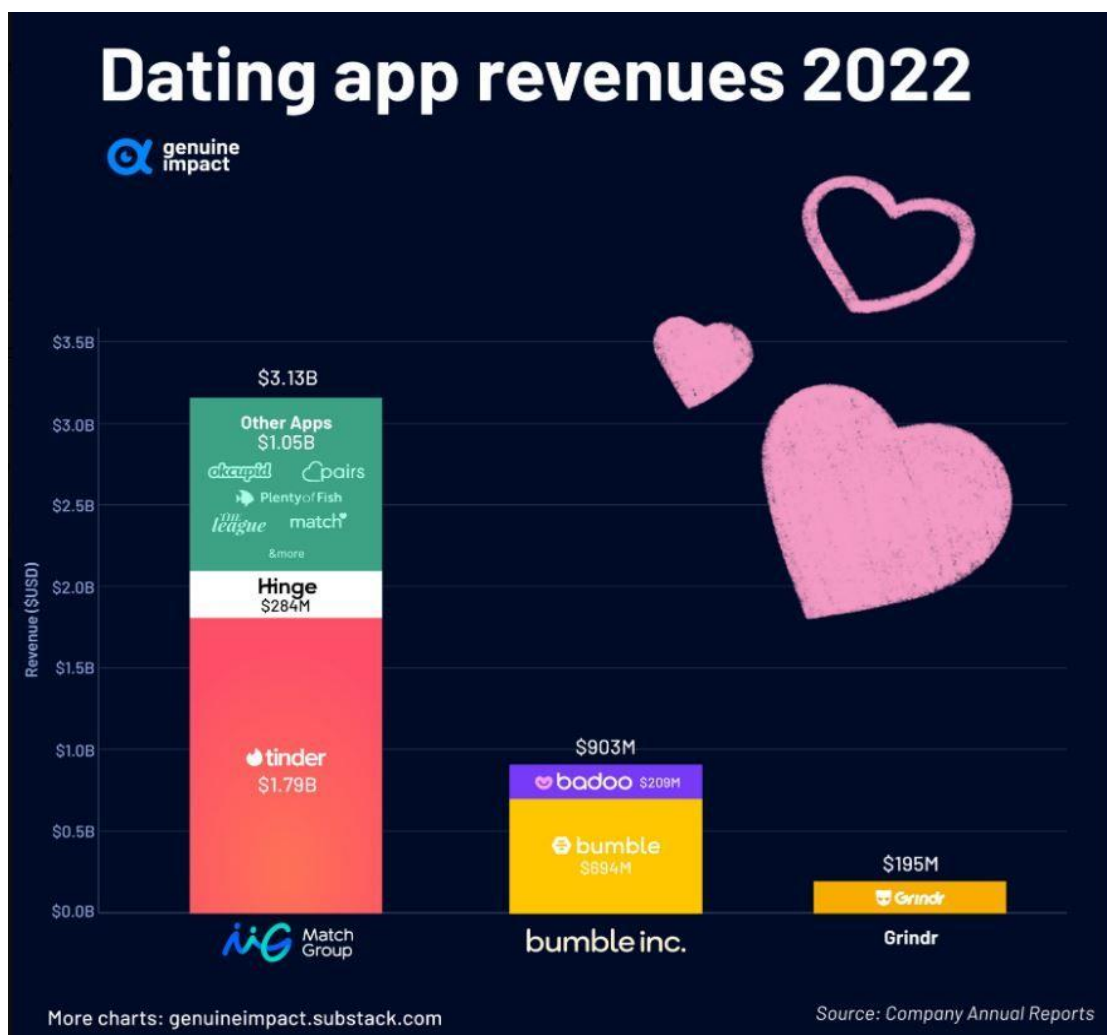 Dating app revenues 2022
genuine
impact
$3.5B
$3.0B
$2.5B
$2.0B
$1.5B
$1.0B
$0.5B
$0.0B
Revenue ($USD)
$3.13B
Other Apps
$1.05B
okcupid pairs
PlentyofFish
THE
league match
&more
Hinge
$284M
tinder
$1.79B
MG Match
Group
$903M
badoo $209M
bumble
$694M
bumble inc.
$195M
Grindr
Grindr
More charts: genuineimpact.substack.com
Source: Company Annual Reports